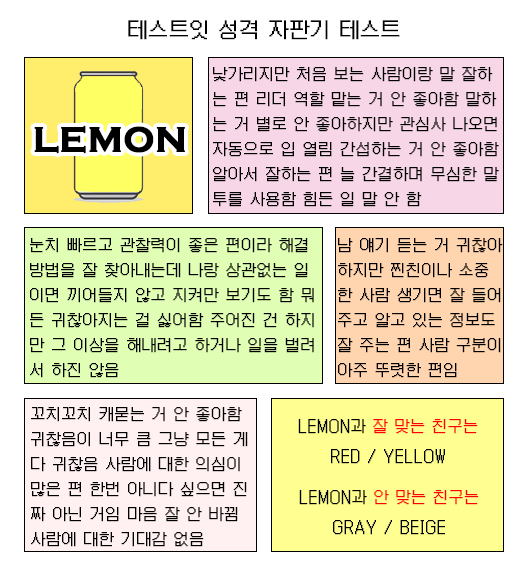 테스트잇 성격 자판기 테스트
LEMON
낯가리지만 처음 보는 사람이랑 말 잘하
는 편 리더 역할 맡는 거 안 좋아함 말하
는 거 별로 안 좋아하지만 관심사 나오면
자동으로 입 열림 간섭하는 거 안 좋아함
알아서 잘하는 편 늘 간결하며 무심한 말
투를 사용함 힘든 일 말 안 함
눈치 빠르고 관찰력이 좋은 편이라 해결
방법을 잘 찾아내는데 나랑 상관없는 일
이면 끼어들지 않고 지켜만 보기도 함 뭐
든 귀찮아지는 걸 싫어함 주어진 건 하지
만 그 이상을 해내려고 하거나 일을 벌려
서 하진 않음
남 얘기 듣는 거 귀찮아
하지만 찐친이나 소중
한 사람 생기면 잘 들어
주고 알고 있는 정보도
잘 주는 편 사람 구분이
아주 뚜렷한 편임
꼬치꼬치 캐묻는 거 안 좋아함
귀찮음이 너무 큼 그냥 모든 게
다 귀찮음 사람에 대한 의심이
많은 편 한번 아니다 싶으면 진
짜 아닌 거임 마음 잘 안 바뀜
사람에 대한 기대감 없음
LEMON과 잘 맞는 친구는
RED / YELLOW
LEMON과 안 맞는 친구는
GRAY / BEIGE